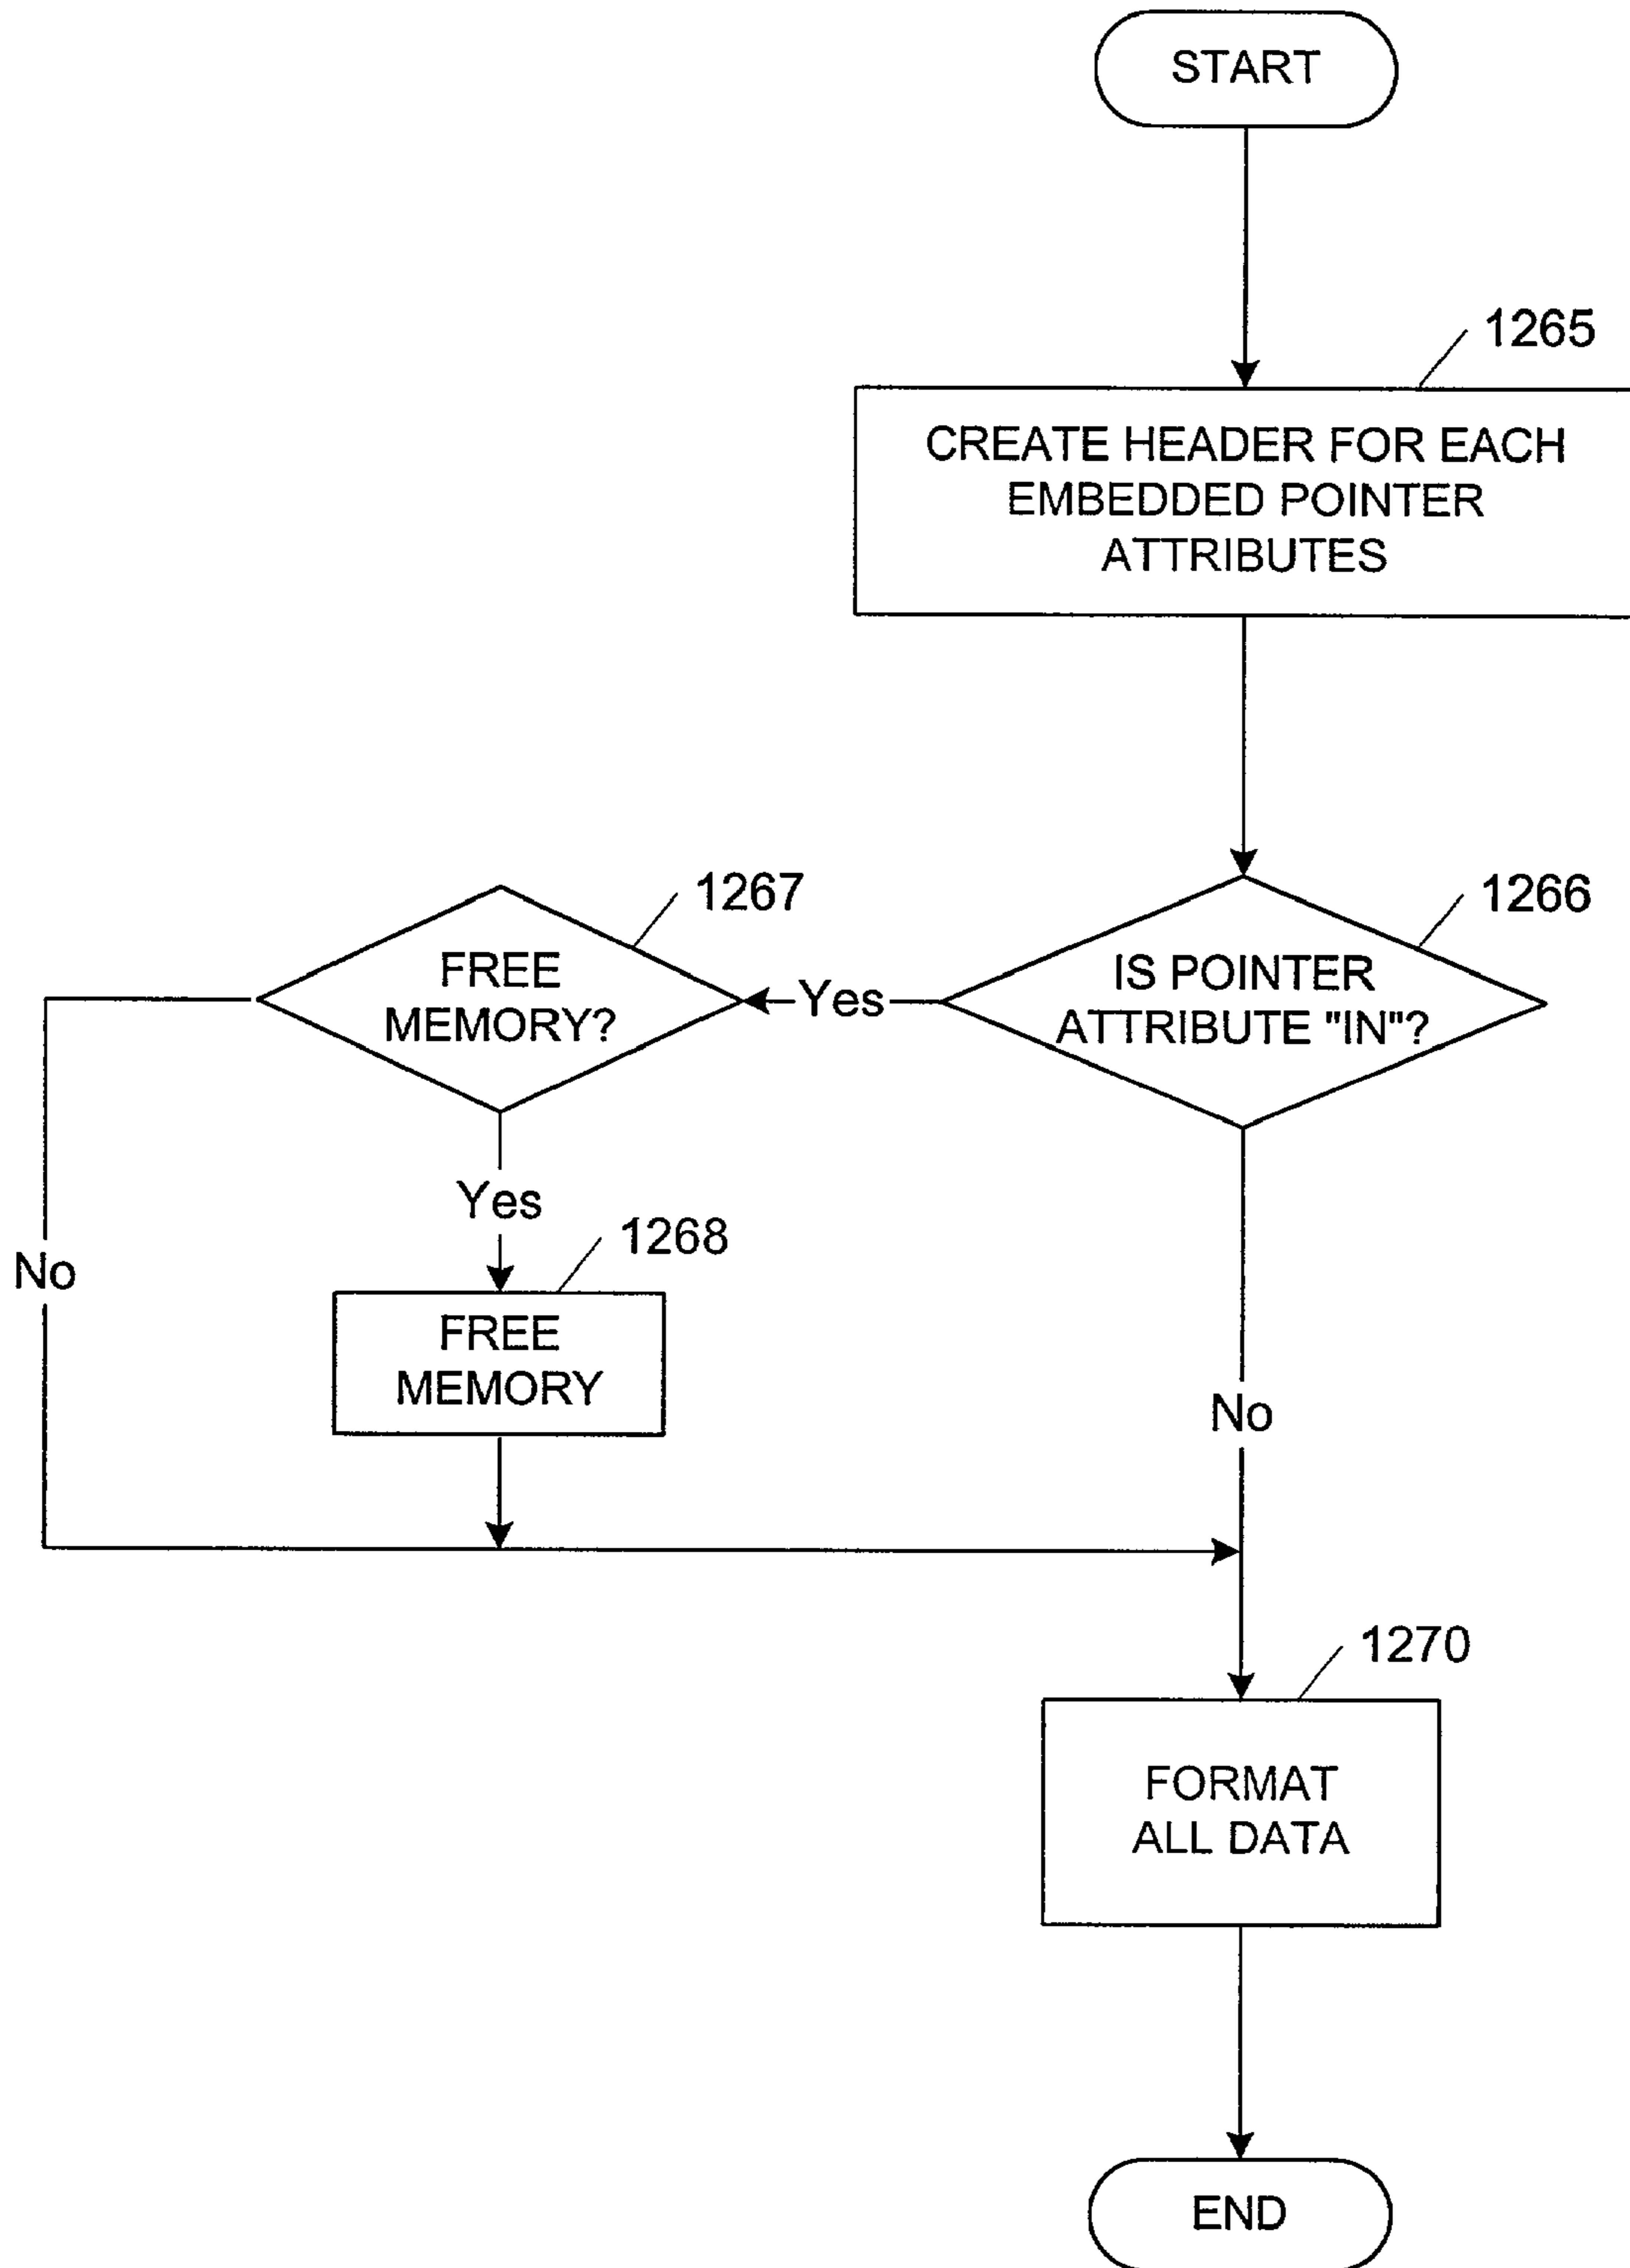 START
1265
CREATE HEADER FOR EACH
EMBEDDED POINTER
ATTRIBUTES
1267
1266
FREE
MEMORY?
Yes
IS POINTER
ATTRIBUTE "IN"?
Yes
1268
No
FREE
MEMORY
No
1270
FORMAT
ALL DATA
END